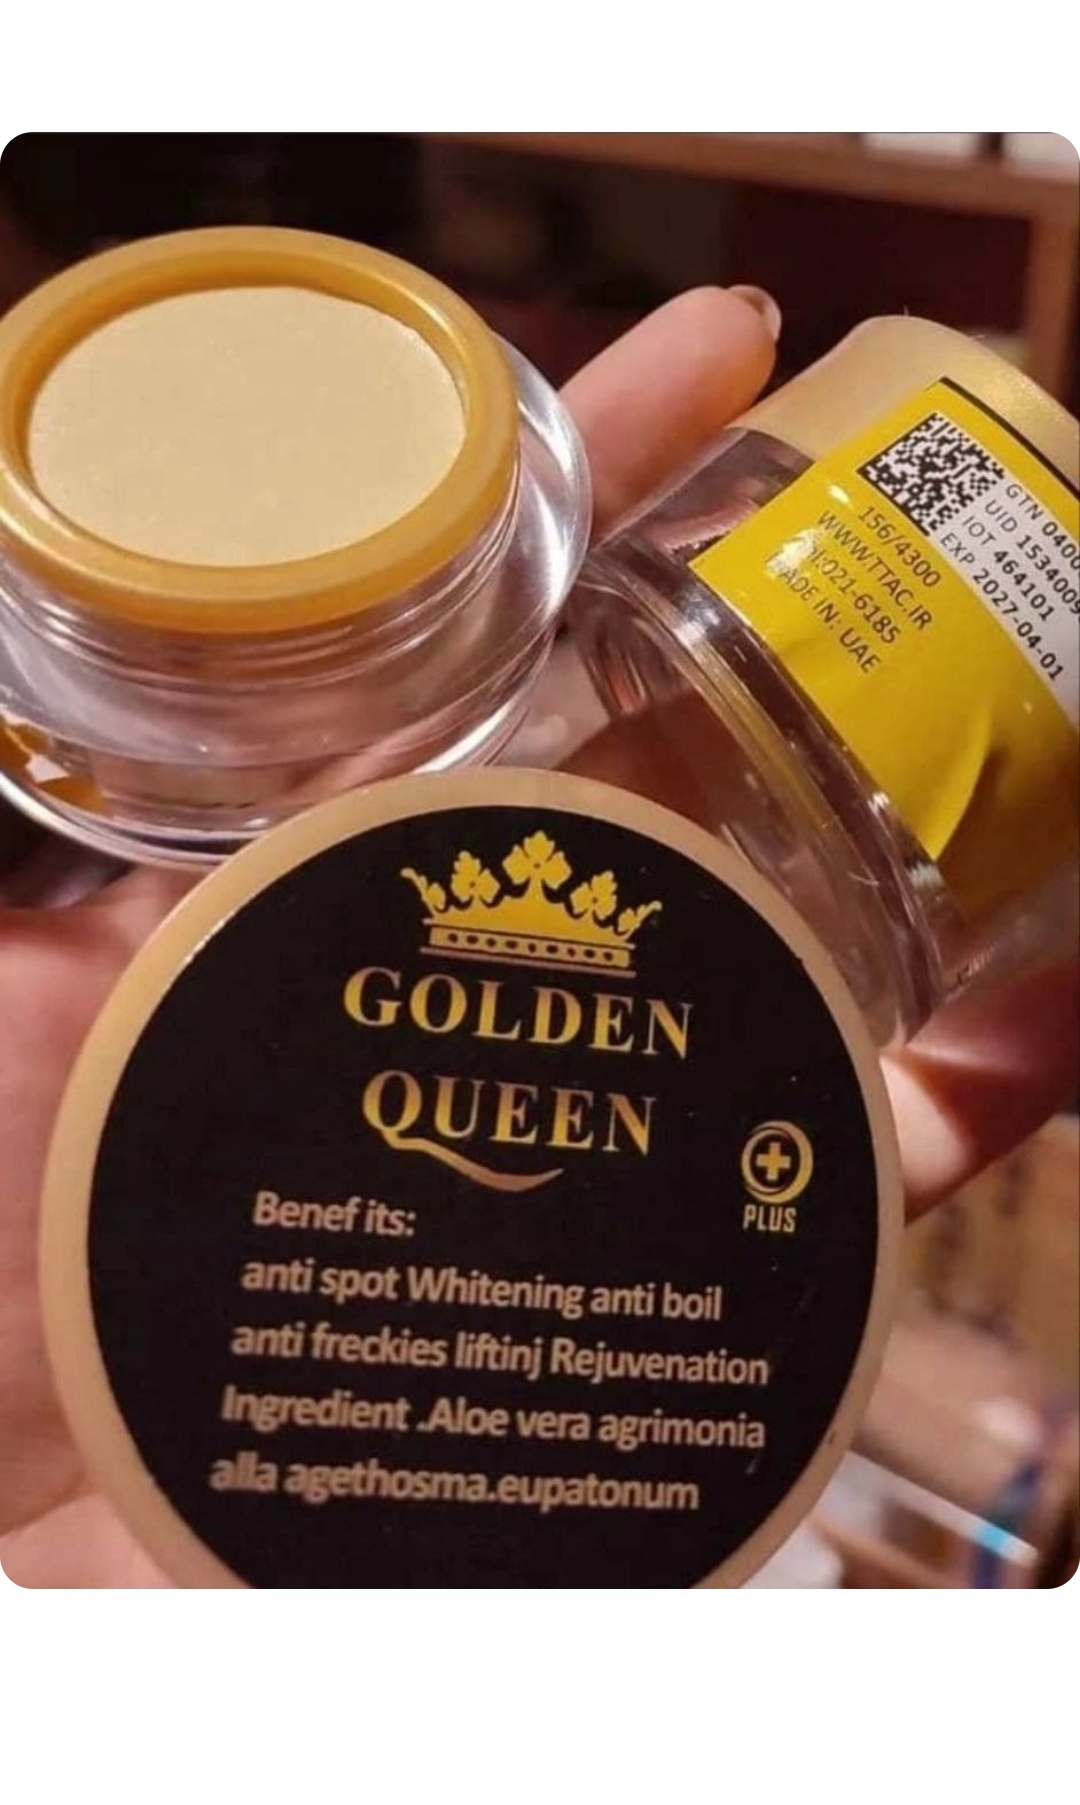 GTN 0400
UID 1534009
IOT 464101
EXP 2027-04-01
156/4300
WWW.TTAC.IR
:021-6185
MADE IN: UAE
GOLDEN
QUEEN
PLUS
Benef its:
anti spot Whitening anti boil
anti freckies liftinj Rejuvenation
Ingredient .Aloe vera agrimonia
alla agethosma.eupatonum